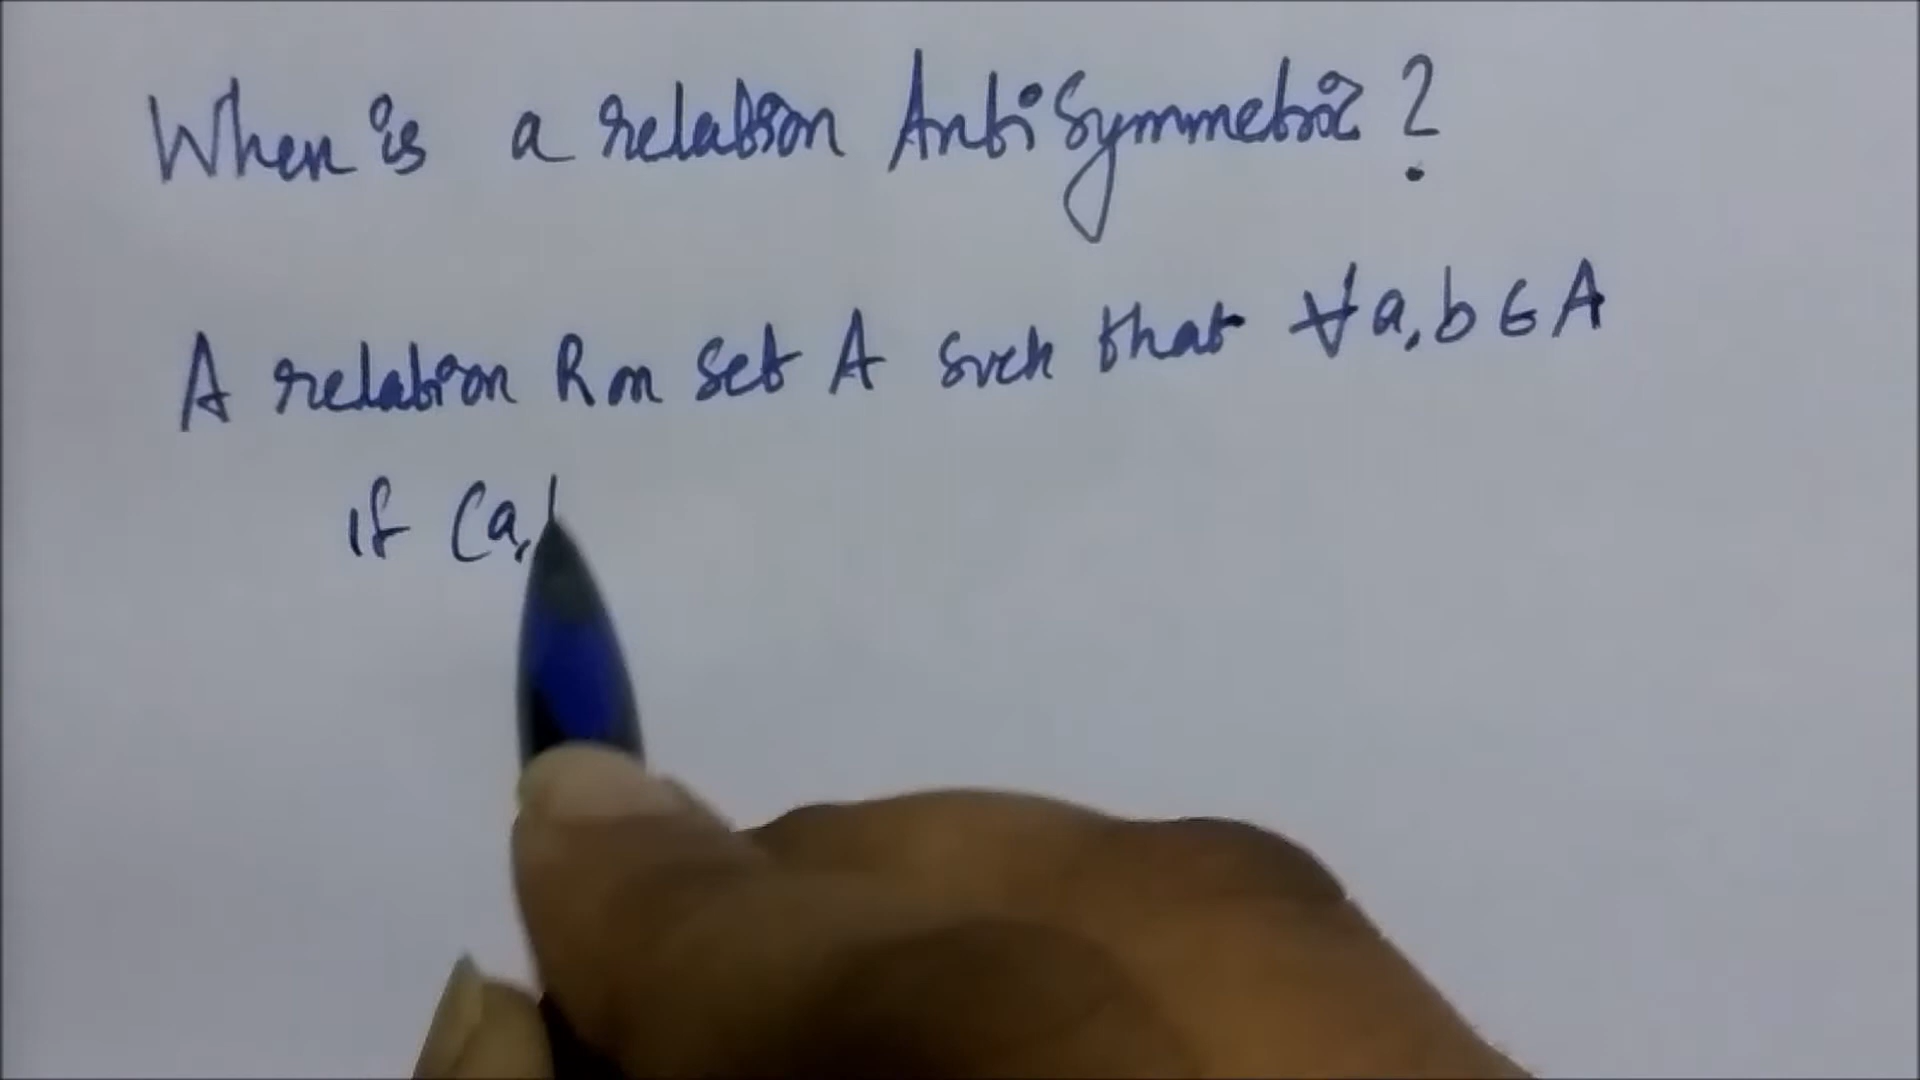 When is a relation AntiSymmetric ?
A relation R on set A such that ∀ a, b ∈ A
if (a,